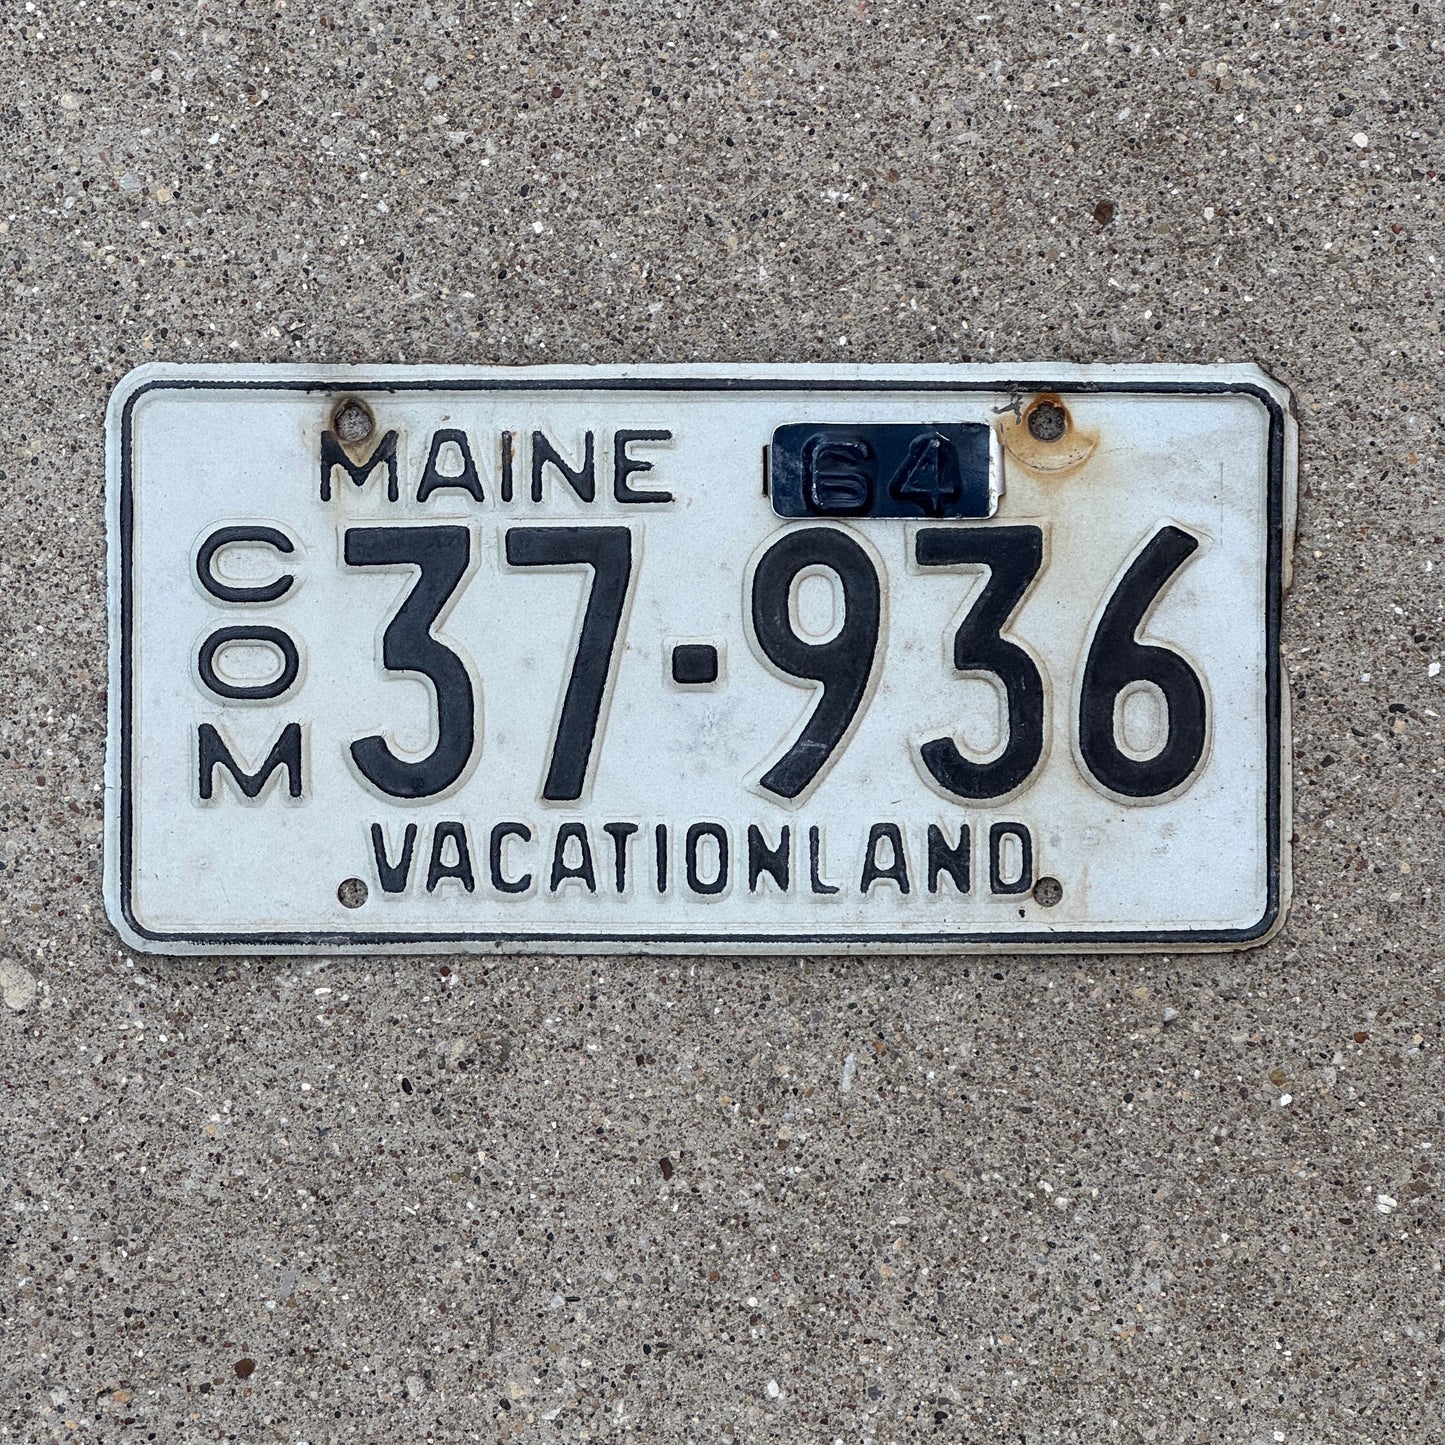 MAINE 64
COM
37-936
VACATIONLAND